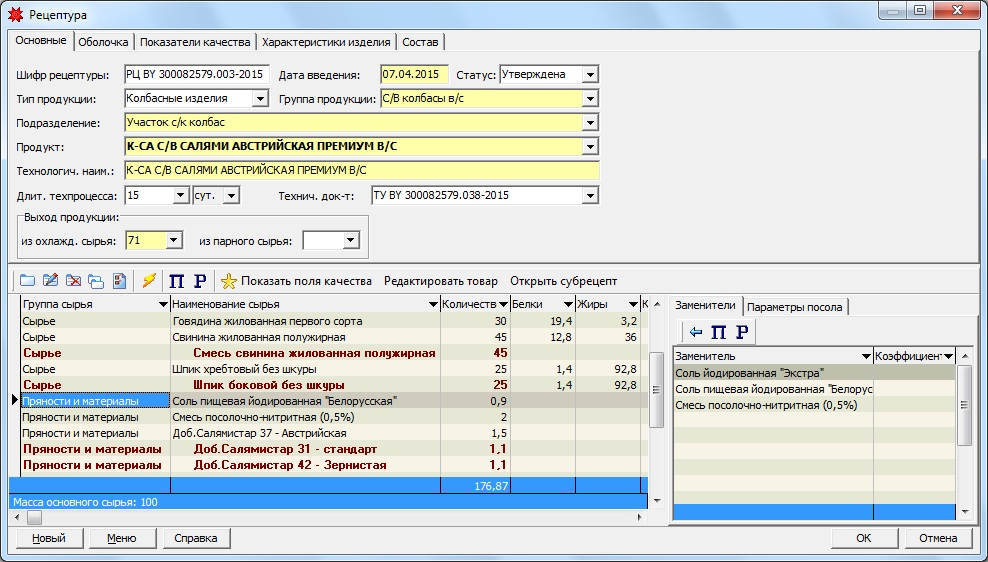 Рецептура
Основные Оболочка Показатели качества Характеристики изделия Состав
Шифр рецептуры: РЦ BY 300082579.003-2015 Дата введения: 07.04.2015 Статус: Утверждена
Тип продукции: Колбасные изделия Группа продукции: С/В колбасы в/с
Подразделение: Участок с/к колбас
Продукт: К-СА С/В САЛЯМИ АВСТРИЙСКАЯ ПРЕМИУМ В/С
Технологич. наим.: К-СА С/В САЛЯМИ АВСТРИЙСКАЯ ПРЕМИУМ В/С
Длит. техпроцесса: 15 сут. Технич. док-т: ТУ BY 300082579.038-2015
Выход продукции:
из охлажд. сырья: 71 из парного сырья:
П Р Показать поля качества Редактировать товар Открыть субрецепт
Группа сырья Наименование сырья Количеств Белки Жиры К
Сырье Говядина жилованная первого сорта 30 19,4 3,2
Сырье Свинина жилованная полужирная 45 12,8 36
Сырье Смесь свинина жилованная полужирная 45
Сырье Шпик хребтовый без шкуры 25 1,4 92,8
Сырье Шпик боковой без шкуры 25 1,4 92,8
Пряности и материалы Соль пищевая йодированная "Белорусская" 0,9
Пряности и материалы Смесь посолочно-нитритная (0,5%) 2
Пряности и материалы Доб.Салямистар 37 - Австрийская 1,5
Пряности и материалы Доб.Салямистар 31 - стандарт 1,1
Пряности и материалы Доб.Салямистар 42 - Зернистая 1,1
176,87
Масса основного сырья: 100
Заменители Параметры посола
П Р
Заменитель Коэффициент
Соль йодированная "Экстра"
Соль пищевая йодированная "Белорус
Смесь посолочно-нитритная (0,5%)
Новый Меню Справка ОК Отмена